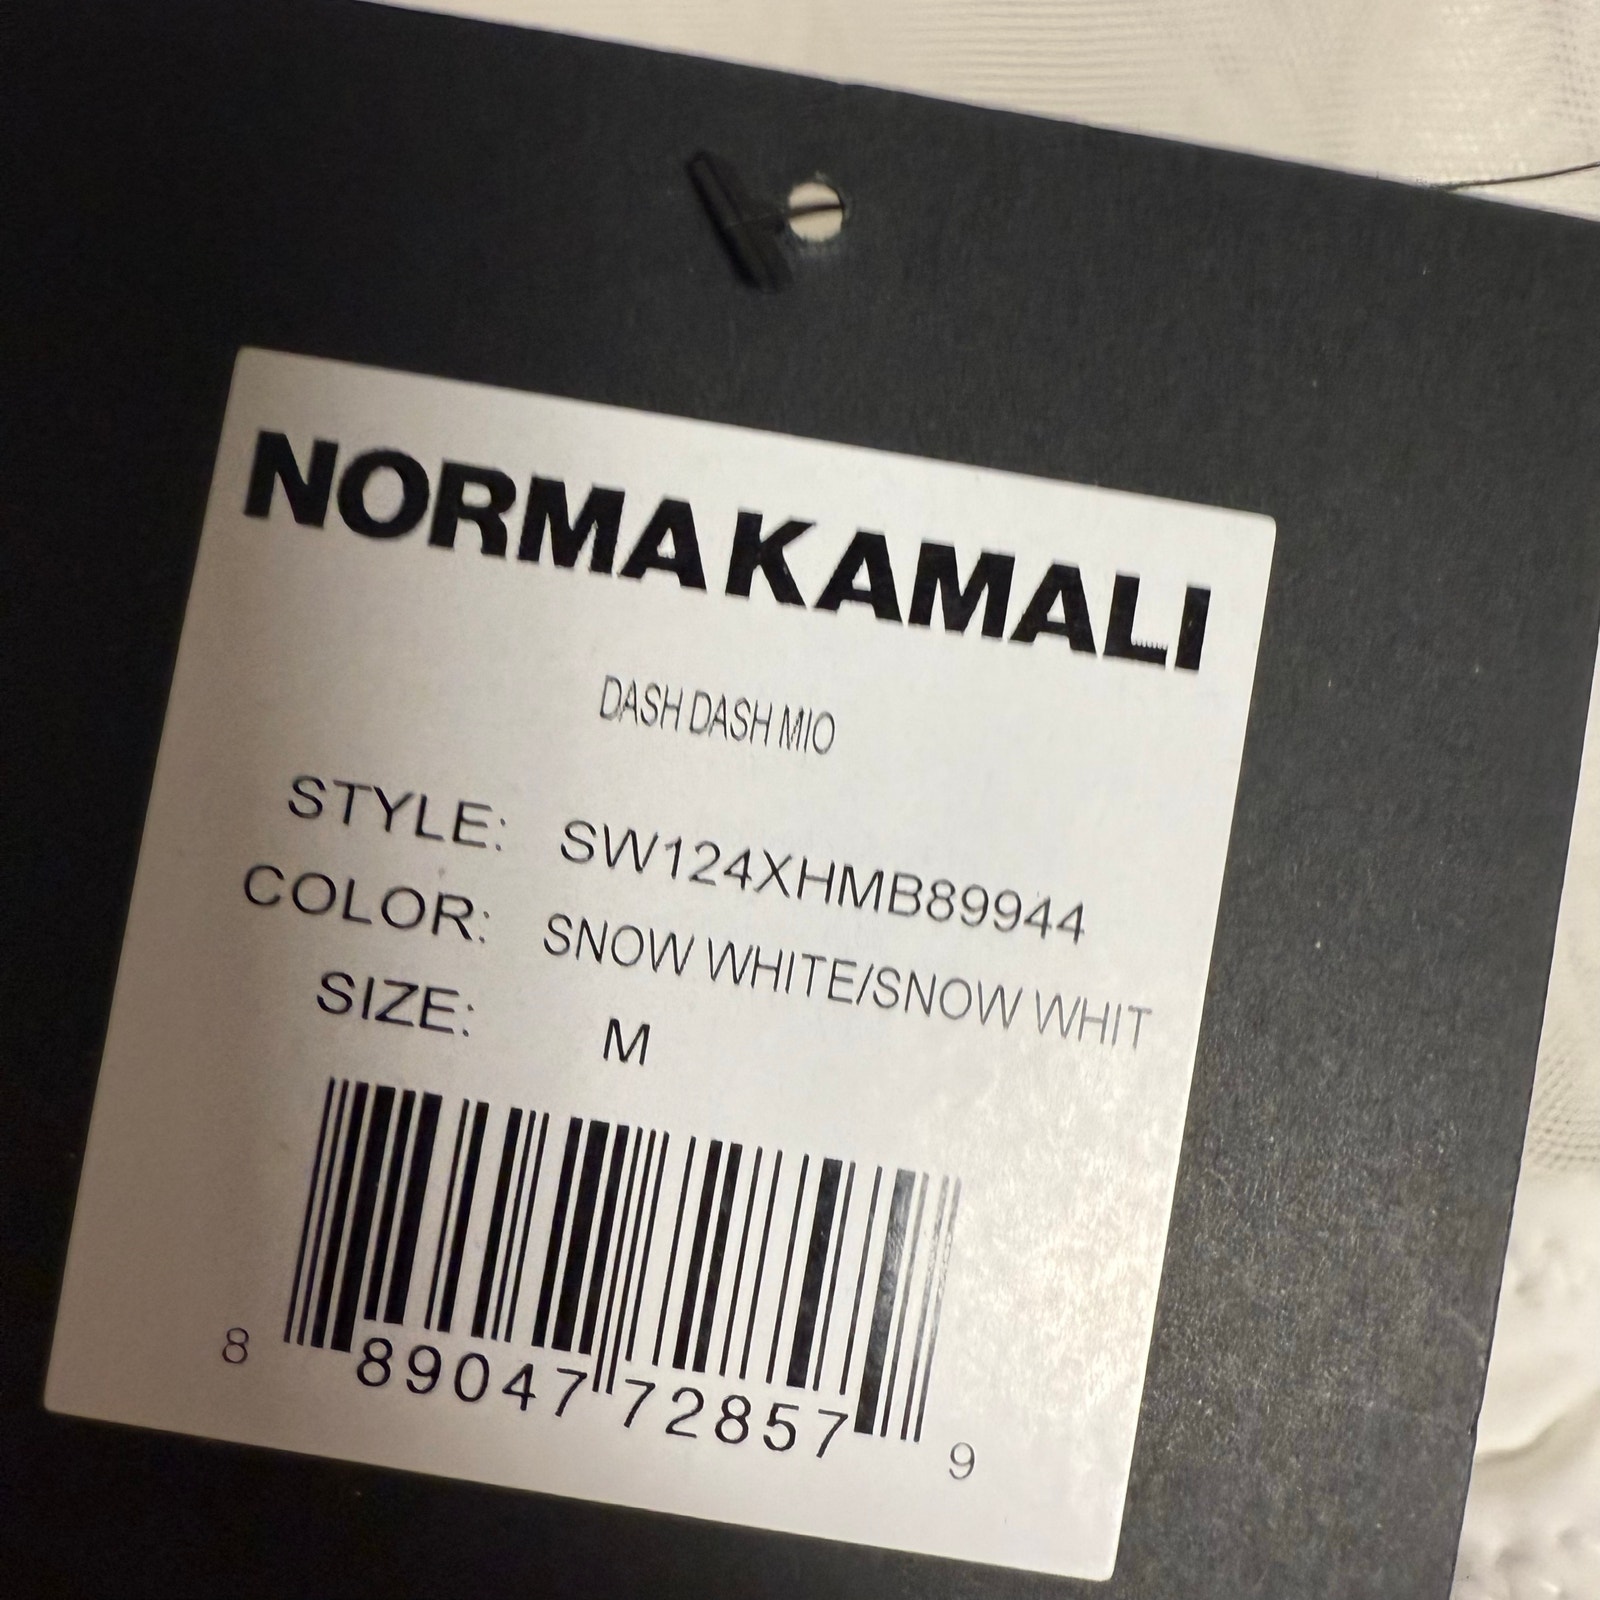 NORMA KAMALI
DASH DASH MIO
STYLE: SW124XHMB89944
COLOR: SNOW WHITE/SNOW WHIT
SIZE: M
8 89047 72857 9